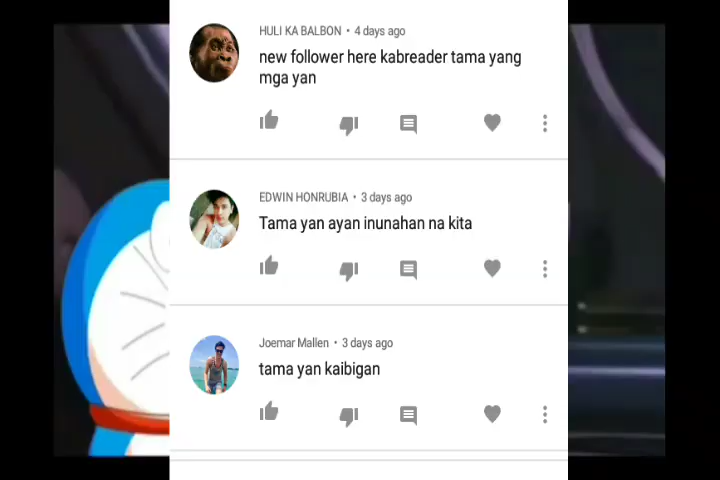 HULI KA BALBON • 4 days ago
new follower here kabreader tama yang
mga yan
EDWIN HONRUBIA • 3 days ago
Tama yan ayan inunahan na kita
Joemar Mallen • 3 days ago
tama yan kaibigan